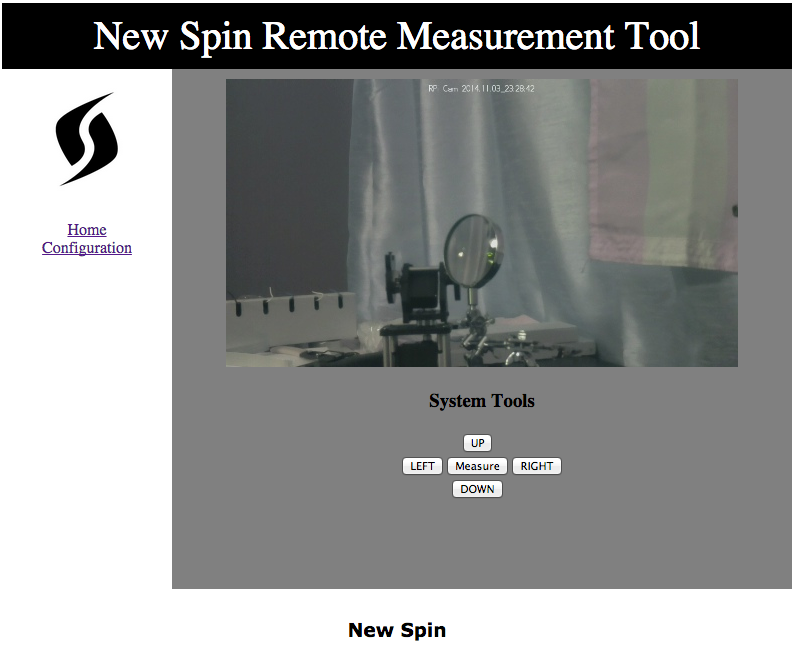 New Spin Remote Measurement Tool
Home
Configuration
RP Cam 2014.11.03_23:28:42
System Tools
UP
LEFT Measure RIGHT
DOWN
New Spin